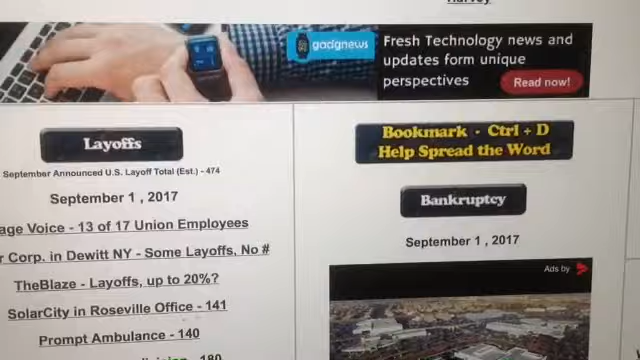 Harvey
gadgnews
Fresh Technology news and
updates form unique
perspectives
Read now!
Layoffs
September Announced U.S. Layoff Total (Est.) - 474
September 1 , 2017
age Voice - 13 of 17 Union Employees
r Corp. in Dewitt NY - Some Layoffs, No #
TheBlaze - Layoffs, up to 20%?
SolarCity in Roseville Office - 141
Prompt Ambulance - 140
180
Bookmark - Ctrl + D
Help Spread the Word
Bankruptcy
September 1 , 2017
Ads by